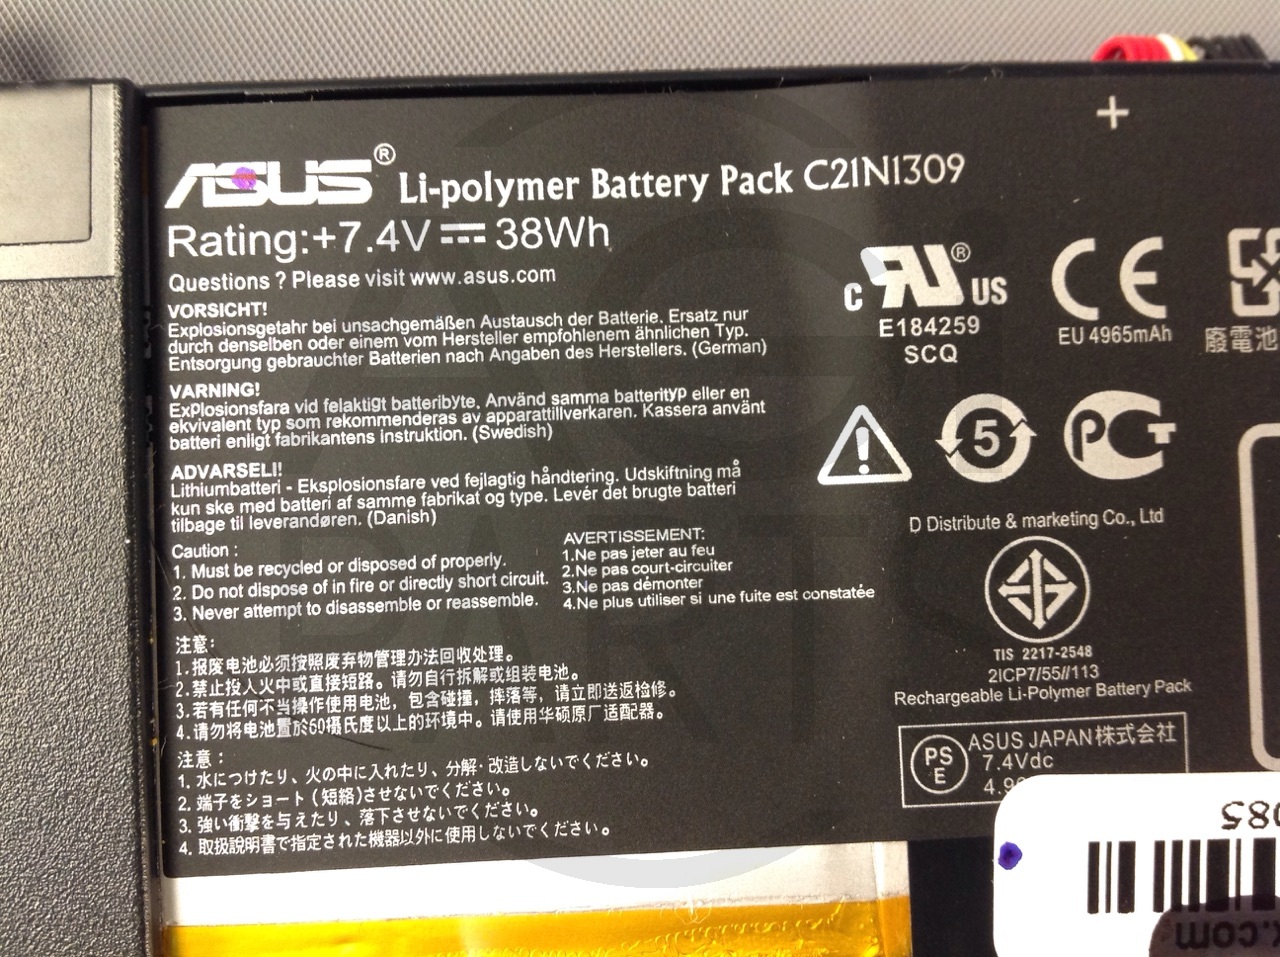 ASUS® Li-polymer Battery Pack C21N1309
Rating:+7.4V ⎓ 38Wh
Questions ? Please visit www.asus.com
VORSICHT!
Explosionsgetahr bei unsachgemäßen Austausch der Batterie. Ersatz nur
durch denselben oder einem vom Hersteller empfohlenem ähnlichen Typ.
Entsorgung gebrauchter Batterien nach Angaben des Herstellers. (German)
VARNING!
ExPlosionsfara vid felaktigt batteribyte. Använd samma batterityp eller en
ekvivalent typ som rekommenderas av apparattillverkaren. Kassera använt
batteri enligt fabrikantens instruktion. (Swedish)
ADVARSELI!
Lithiumbatteri - Eksplosionsfare ved fejlagtig håndtering. Udskiftning må
kun ske med batteri af samme fabrikat og type. Levér det brugte batteri
tilbage til leverandøren. (Danish)
Caution :
1. Must be recycled or disposed of properly.
2. Do not dispose of in fire or directly short circuit.
3. Never attempt to disassemble or reassemble.
AVERTISSEMENT:
1.Ne pas jeter au feu
2.Ne pas court-circuiter
3.Ne pas démonter
4.Ne plus utiliser si une fuite est constatée
注意:
1.报废电池必须按照废弃物管理办法回收处理。
2.禁止投入火中或直接短路。请勿自行拆解或组装电池。
3.若有任何不当操作使用电池，包含碰撞，摔落等，请立即送返检修。
4.请勿将电池置於60摄氏度以上的环境中。请使用华硕原厂适配器。
注意：
1. 水につけたり、火の中に入れたり、分解·改造しないでください。
2. 端子をショート（短絡）させないでください。
3. 強い衝撃を与えたり、落下させないでください。
4. 取扱説明書で指定された機器以外に使用しないでください。
+
C RU® US
E184259
SCQ
CE
EU 4965mAh
廢電池
5
PCT
D Distribute & marketing Co., Ltd
TIS 2217-2548
2ICP7/55//113
Rechargeable Li-Polymer Battery Pack
PS
E
ASUS JAPAN株式会社
7.4Vdc
4.9
085
x.com
AGI
PARTS